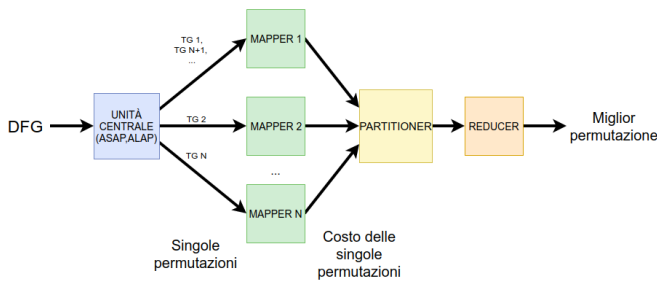 DFG
UNITÀ
CENTRALE
(ASAP,ALAP)
TG 1,
TG N+1,
...
TG 2
TG N
MAPPER 1
MAPPER 2
...
MAPPER N
PARTITIONER
REDUCER
Miglior
permutazione
Singole
permutazioni
Costo delle
singole
permutazioni